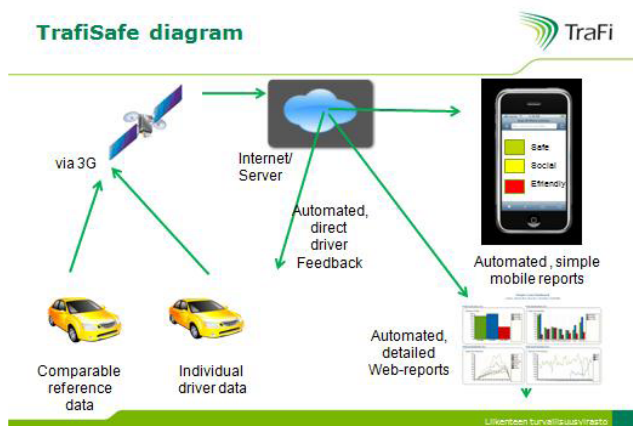 TrafiSafe diagram
TraFi
via 3G
Internet/
Server
Safe
Social
Efriendly
Automated,
direct
driver
Feedback
Automated , simple
mobile reports
Automated,
detailed
Web-reports
Comparable
reference
data
Individual
driver data
Liikenteen turvallisuusvirasto